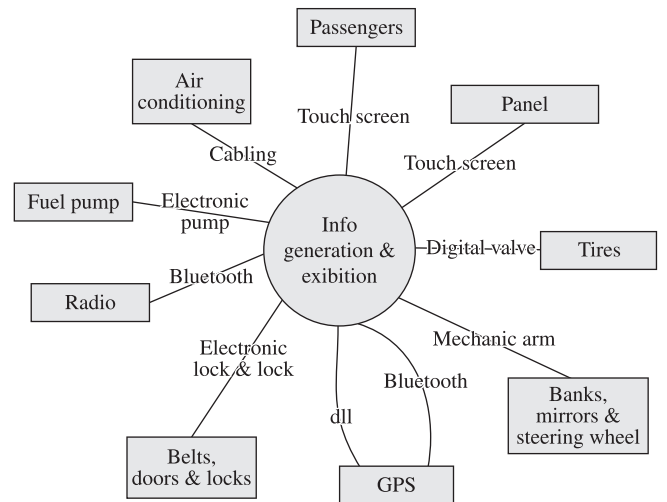 Passengers
Air
conditioning
Panel
Touch screen
Cabling
Touch screen
Fuel pump
Electronic
pump
Info
generation &
exibition
Digital valve
Tires
Bluetooth
Radio
Mechanic arm
Electronic
lock & lock
Bluetooth
Banks,
mirrors &
steering wheel
dll
Belts,
doors & locks
GPS